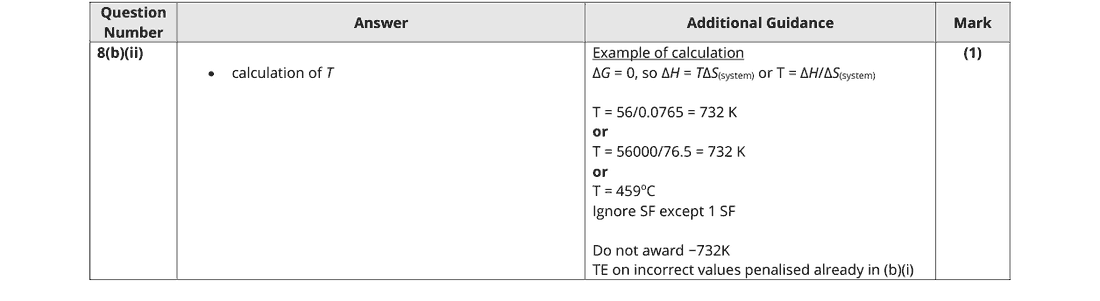 Question Number
Answer
Additional Guidance
Mark
8(b)(ii)
• calculation of T
Example of calculation
(1)
ΔG = 0, so ΔH = TΔS(system) or T = ΔH/ΔS(system)
T = 56/0.0765 = 732 K
or
T = 56000/76.5 = 732 K
or
T = 459ºC
Ignore SF except 1 SF
Do not award −732K
TE on incorrect values penalised already in (b)(i)